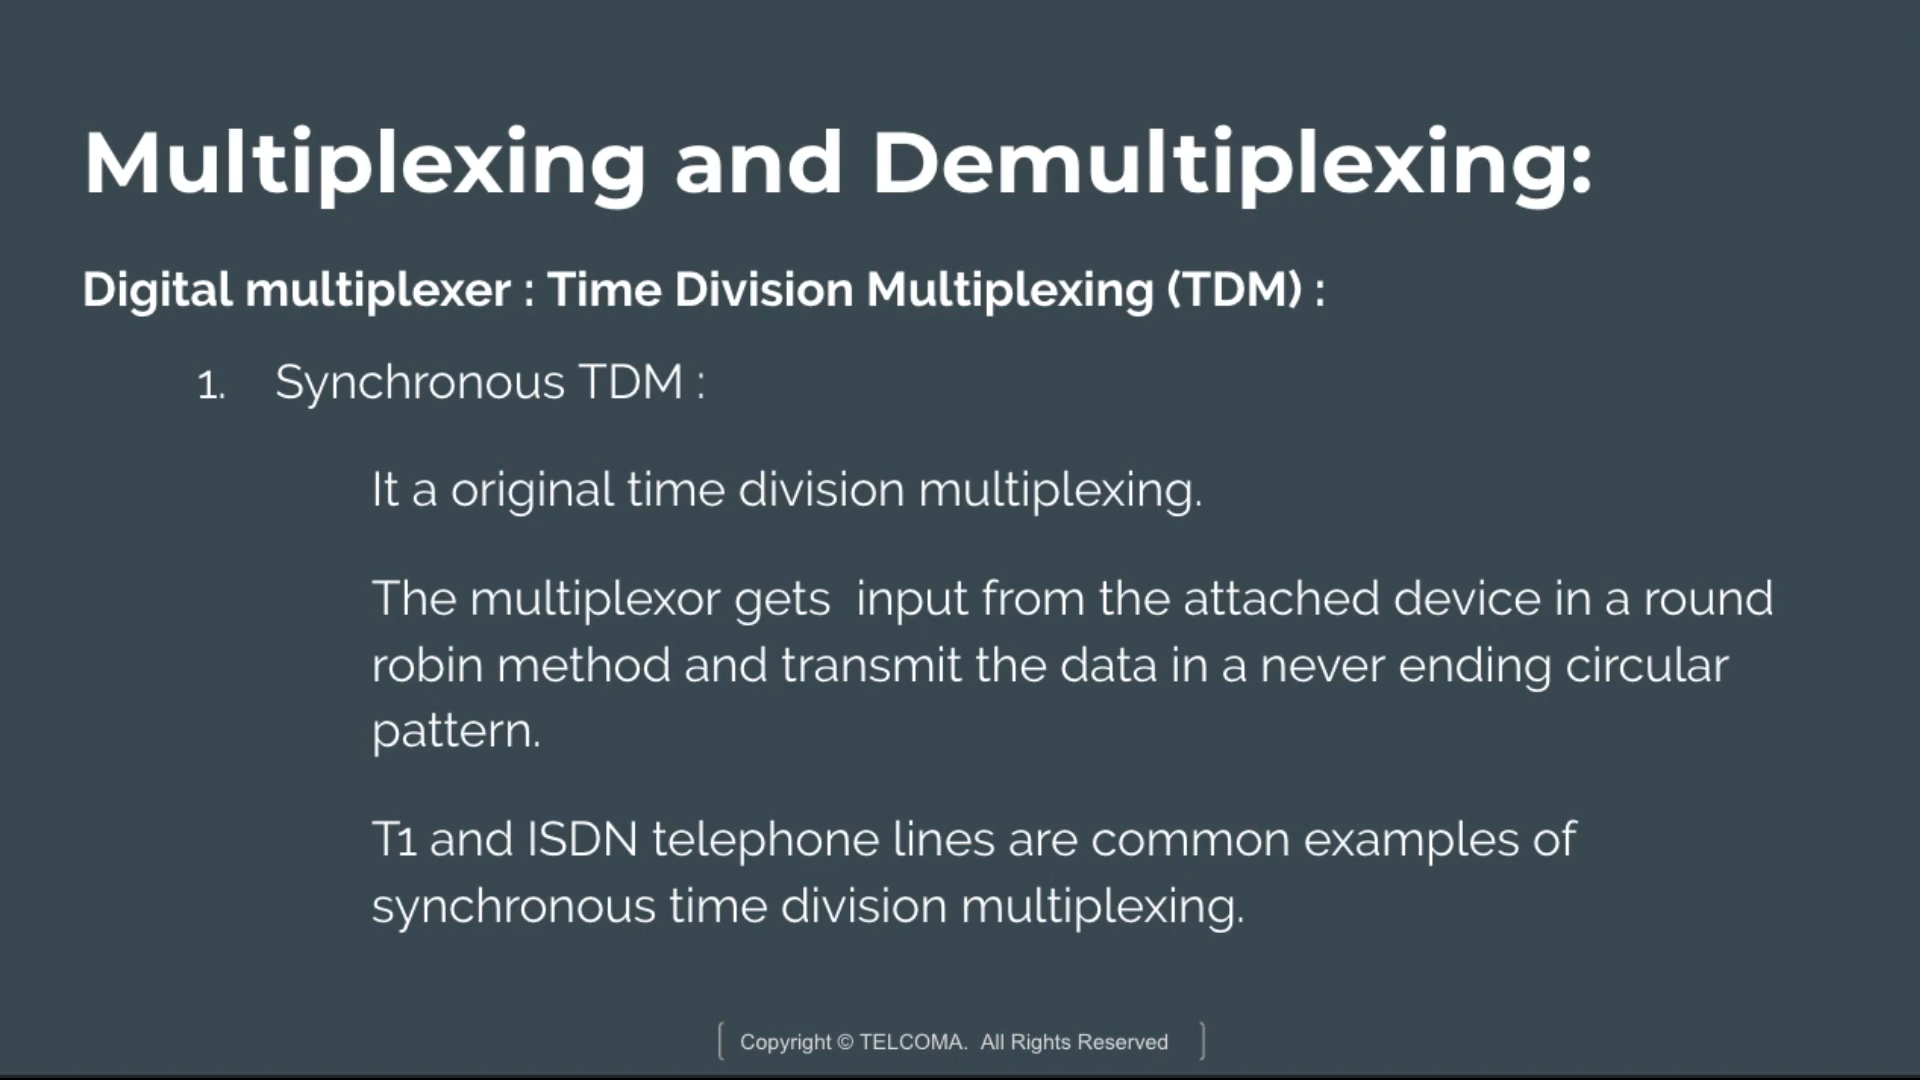 Multiplexing and Demultiplexing:
Digital multiplexer : Time Division Multiplexing (TDM) :
1. Synchronous TDM :
It a original time division multiplexing.
The multiplexor gets  input from the attached device in a round
robin method and transmit the data in a never ending circular
pattern.
T1 and ISDN telephone lines are common examples of
synchronous time division multiplexing.
Copyright © TELCOMA.  All Rights Reserved